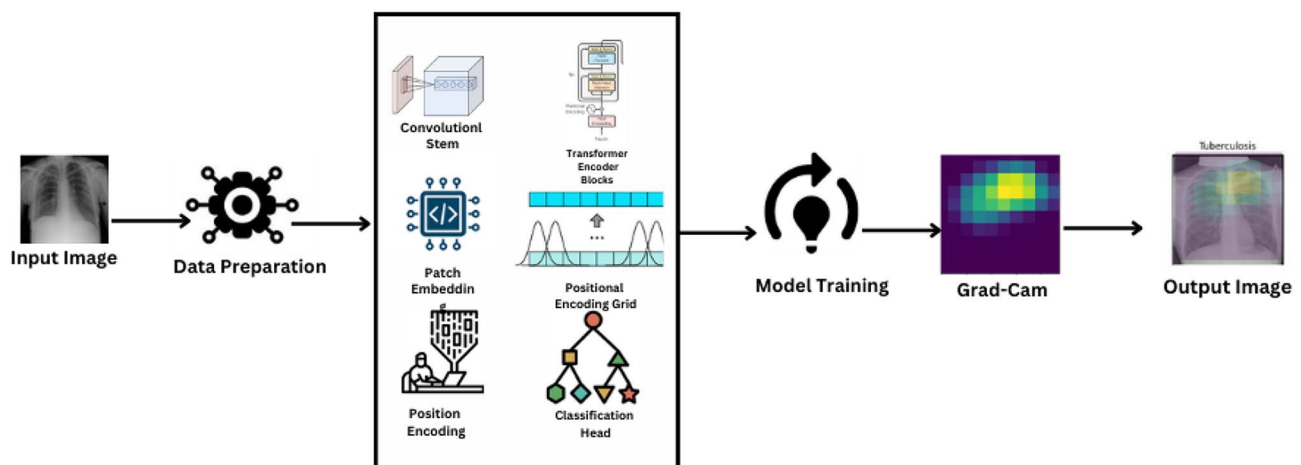 Input Image
Data Preparation
Convolutionl
Stem
Patch
Embeddin
Position
Encoding
Transformer
Encoder
Blocks
...
Positional
Encoding Grid
Classification
Head
Model Training
Grad-Cam
Tuberculosis
Output Image